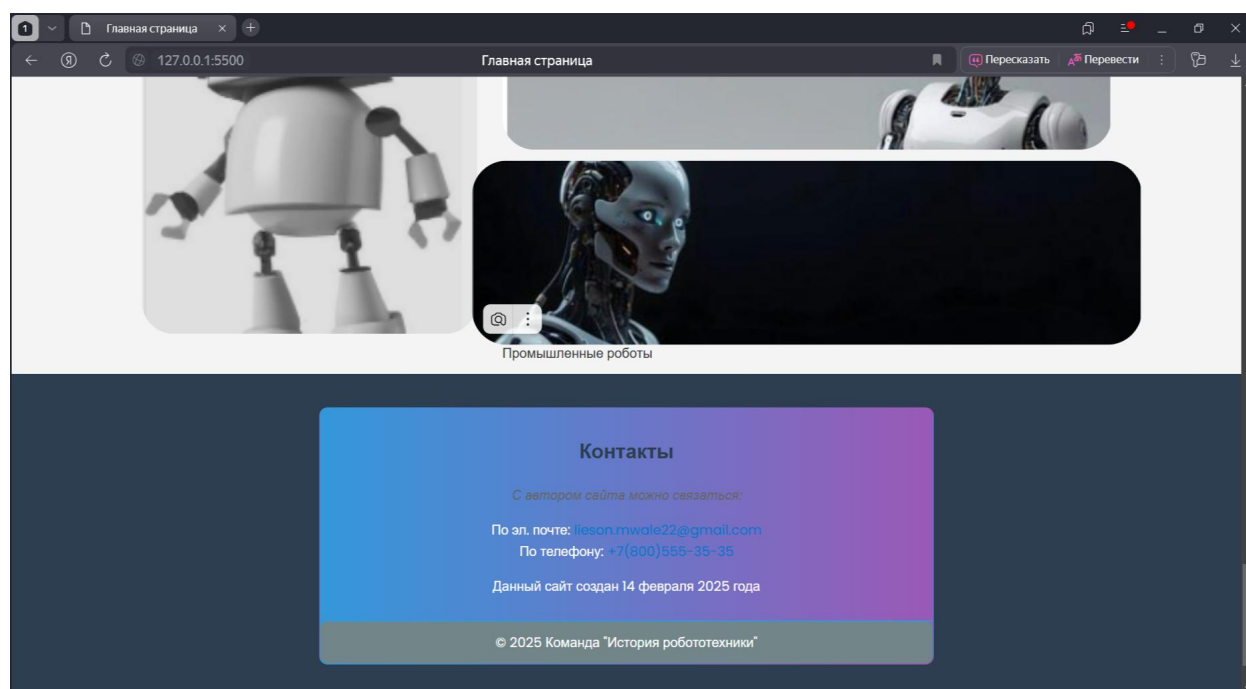 1
Главная страница
127.0.0.1:5500
Главная страница
Пересказать
Перевести
Промышленные роботы
Контакты
С автором сайта можно связаться:
По эл. почте: lieson.mwale22@gmail.com
По телефону: +7(800)555-35-35
Данный сайт создан 14 февраля 2025 года
© 2025 Команда "История робототехники"